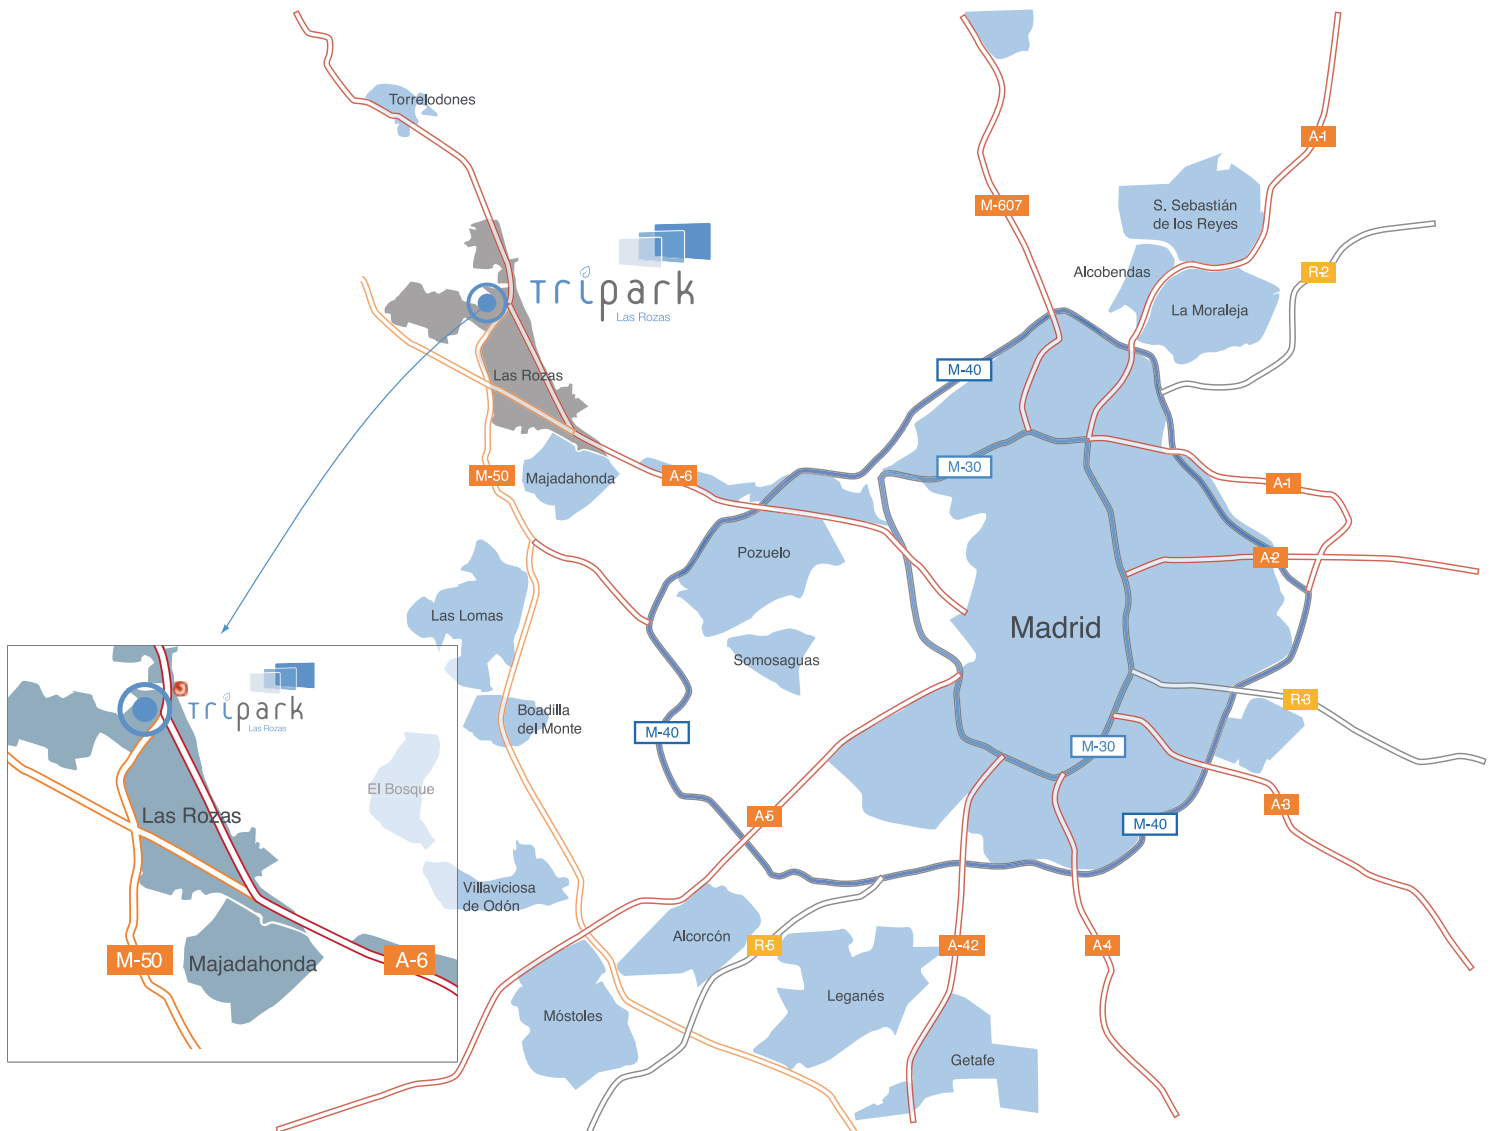 Torrelodones
A-1
M-607
S. Sebastián
de los Reyes
Alcobendas
R-2
Tripark
Las Rozas
La Moraleja
M-40
Las Rozas
M-30
M-50
Majadahonda
A-6
A-1
Pozuelo
A-2
Las Lomas
Madrid
Somosaguas
R-3
Boadilla
del Monte
M-40
M-30
El Bosque
A-5
A-3
M-40
Villaviciosa
de Odón
Alcorcón
R-5
A-42
A-4
Leganés
Móstoles
Getafe
Tripark
Las Rozas
Las Rozas
M-50
Majadahonda
A-6